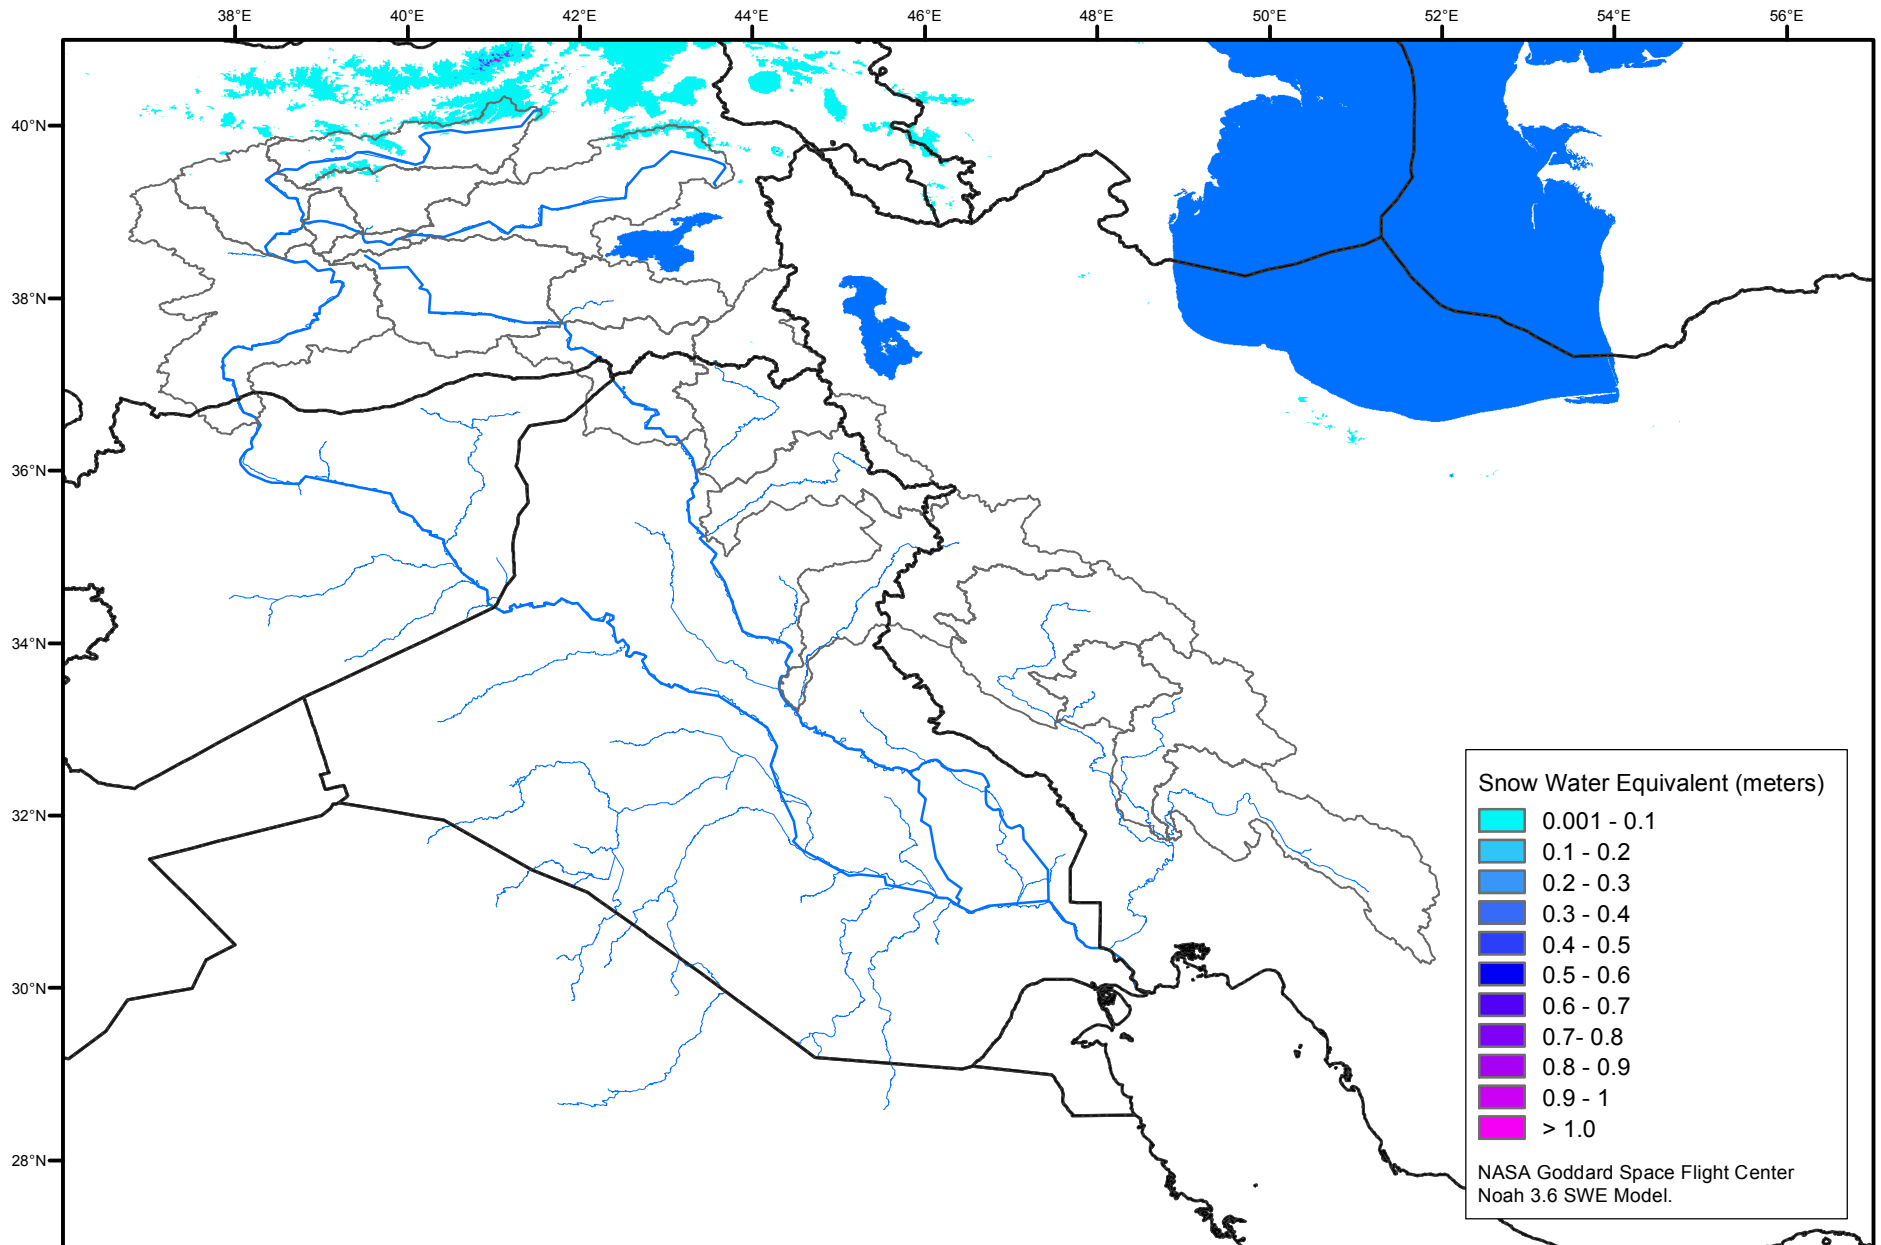 38°E 40°E 42°E 44°E 46°E 48°E 50°E 52°E 54°E 56°E
40°N
38°N
36°N
34°N
32°N
30°N
28°N
Snow Water Equivalent (meters)
0.001 - 0.1
0.1 - 0.2
0.2 - 0.3
0.3 - 0.4
0.4 - 0.5
0.5 - 0.6
0.6 - 0.7
0.7- 0.8
0.8 - 0.9
0.9 - 1
> 1.0
NASA Goddard Space Flight Center
Noah 3.6 SWE Model.